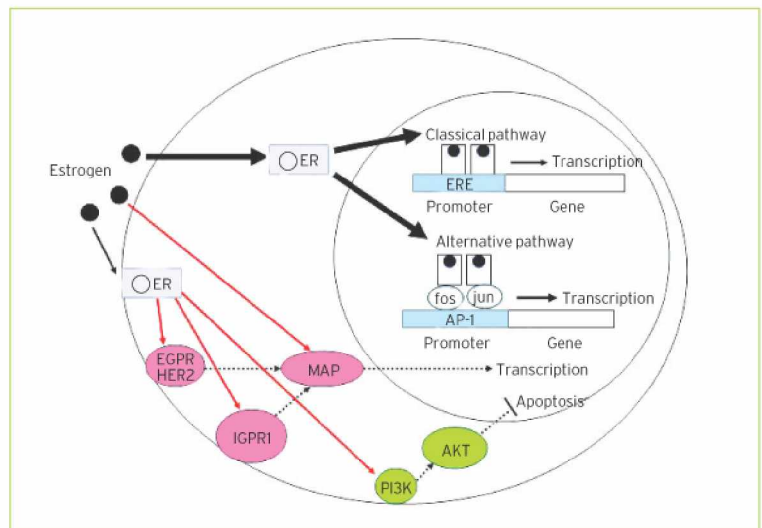 Classical pathway
Estrogen
ER
Transcription
ERE
Promoter Gene
Alternative pathway
ER
fos jun
Transcription
AP-1
Promoter Gene
EGPR
HER2
MAP
Transcription
Apoptosis
IGPR1
AKT
PI3K